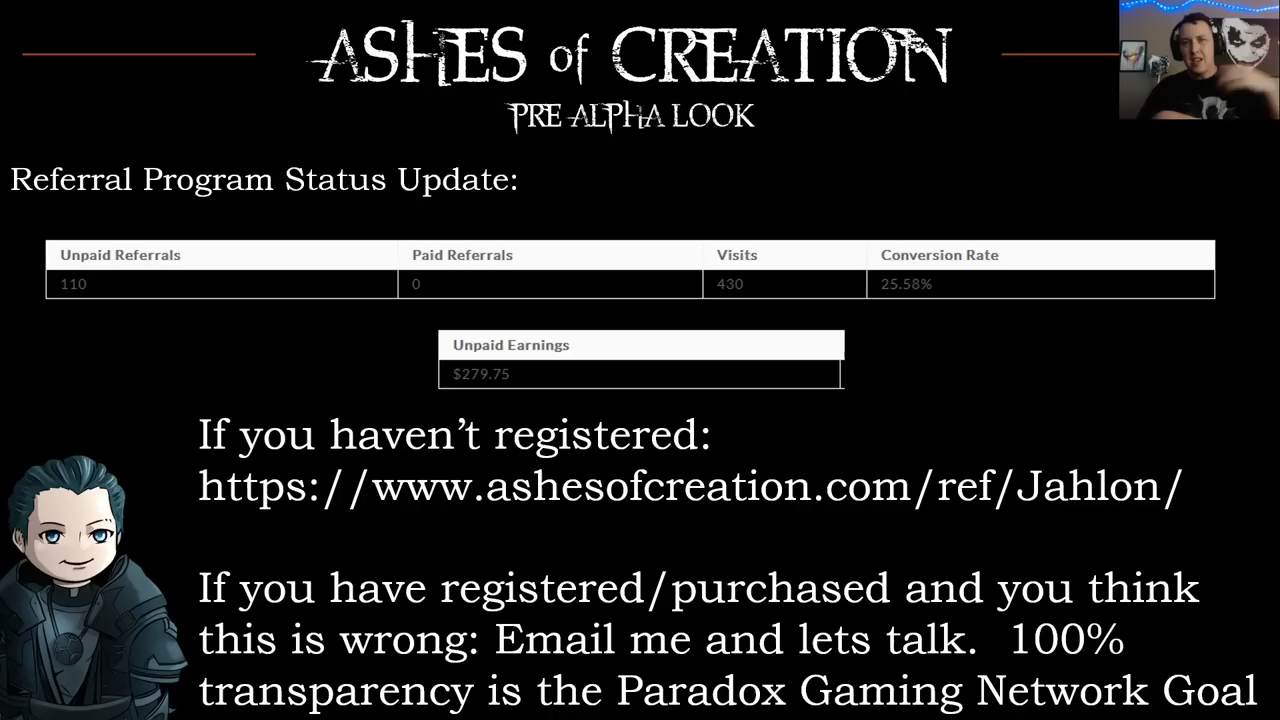 ASHES of CREATION
PRE ALPHA LOOK
Referral Program Status Update:
Unpaid Referrals Paid Referrals Visits Conversion Rate
110 0 430 25.58%
Unpaid Earnings
$279.75
If you haven’t registered:
https://www.ashesofcreation.com/ref/Jahlon/
If you have registered/purchased and you think
this is wrong: Email me and lets talk. 100%
transparency is the Paradox Gaming Network Goal